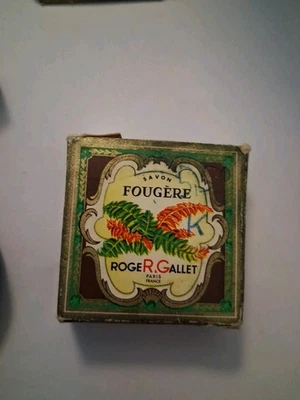 SAVON
FOUGÈRE
ROGER.GALLET
PARIS
FRANCE